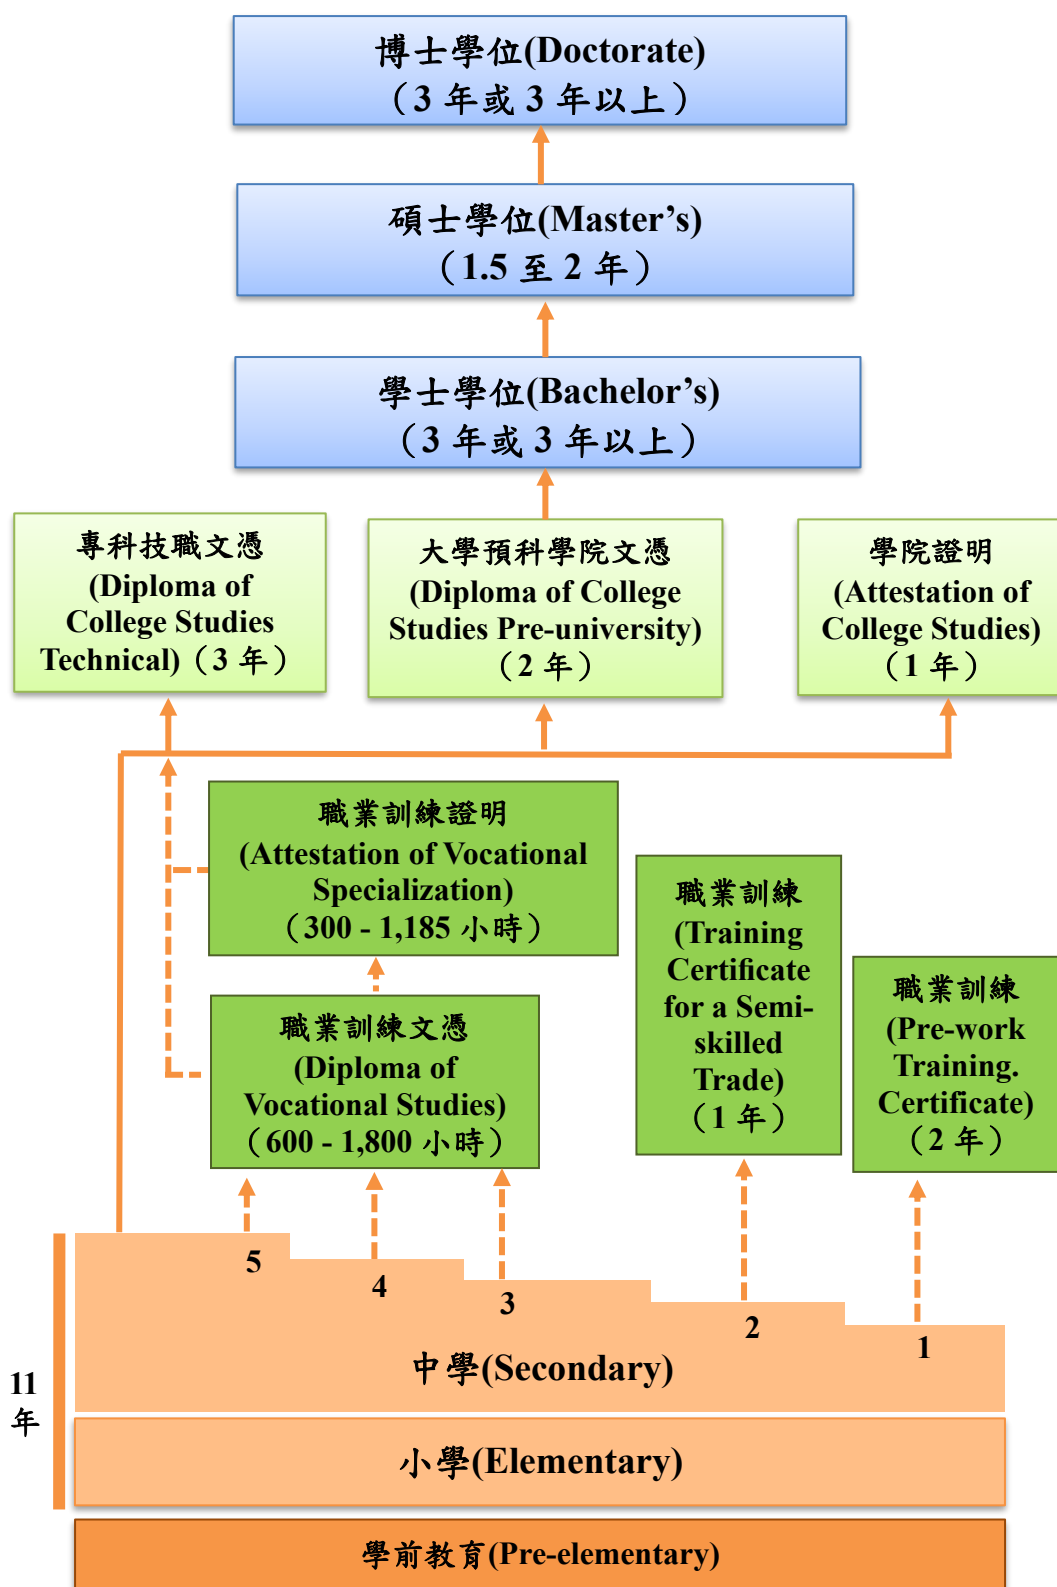 博士學位(Doctorate)
（3 年或 3 年以上）
碩士學位(Master’s)
（1.5 至 2 年）
學士學位(Bachelor’s)
（3 年或 3 年以上）
專科技職文憑
(Diploma of
College Studies
Technical)（3 年）
大學預科學院文憑
(Diploma of College
Studies Pre-university)
（2 年）
學院證明
(Attestation of
College Studies)
（1 年）
職業訓練證明
(Attestation of Vocational
Specialization)
（300 - 1,185 小時）
職業訓練
(Training
Certificate
for a Semi-
skilled
Trade)
（1 年）
職業訓練
(Pre-work
Training.
Certificate)
（2 年）
職業訓練文憑
(Diploma of
Vocational Studies)
（600 - 1,800 小時）
5
4
3
2
1
中學(Secondary)
11
年
小學(Elementary)
學前教育(Pre-elementary)